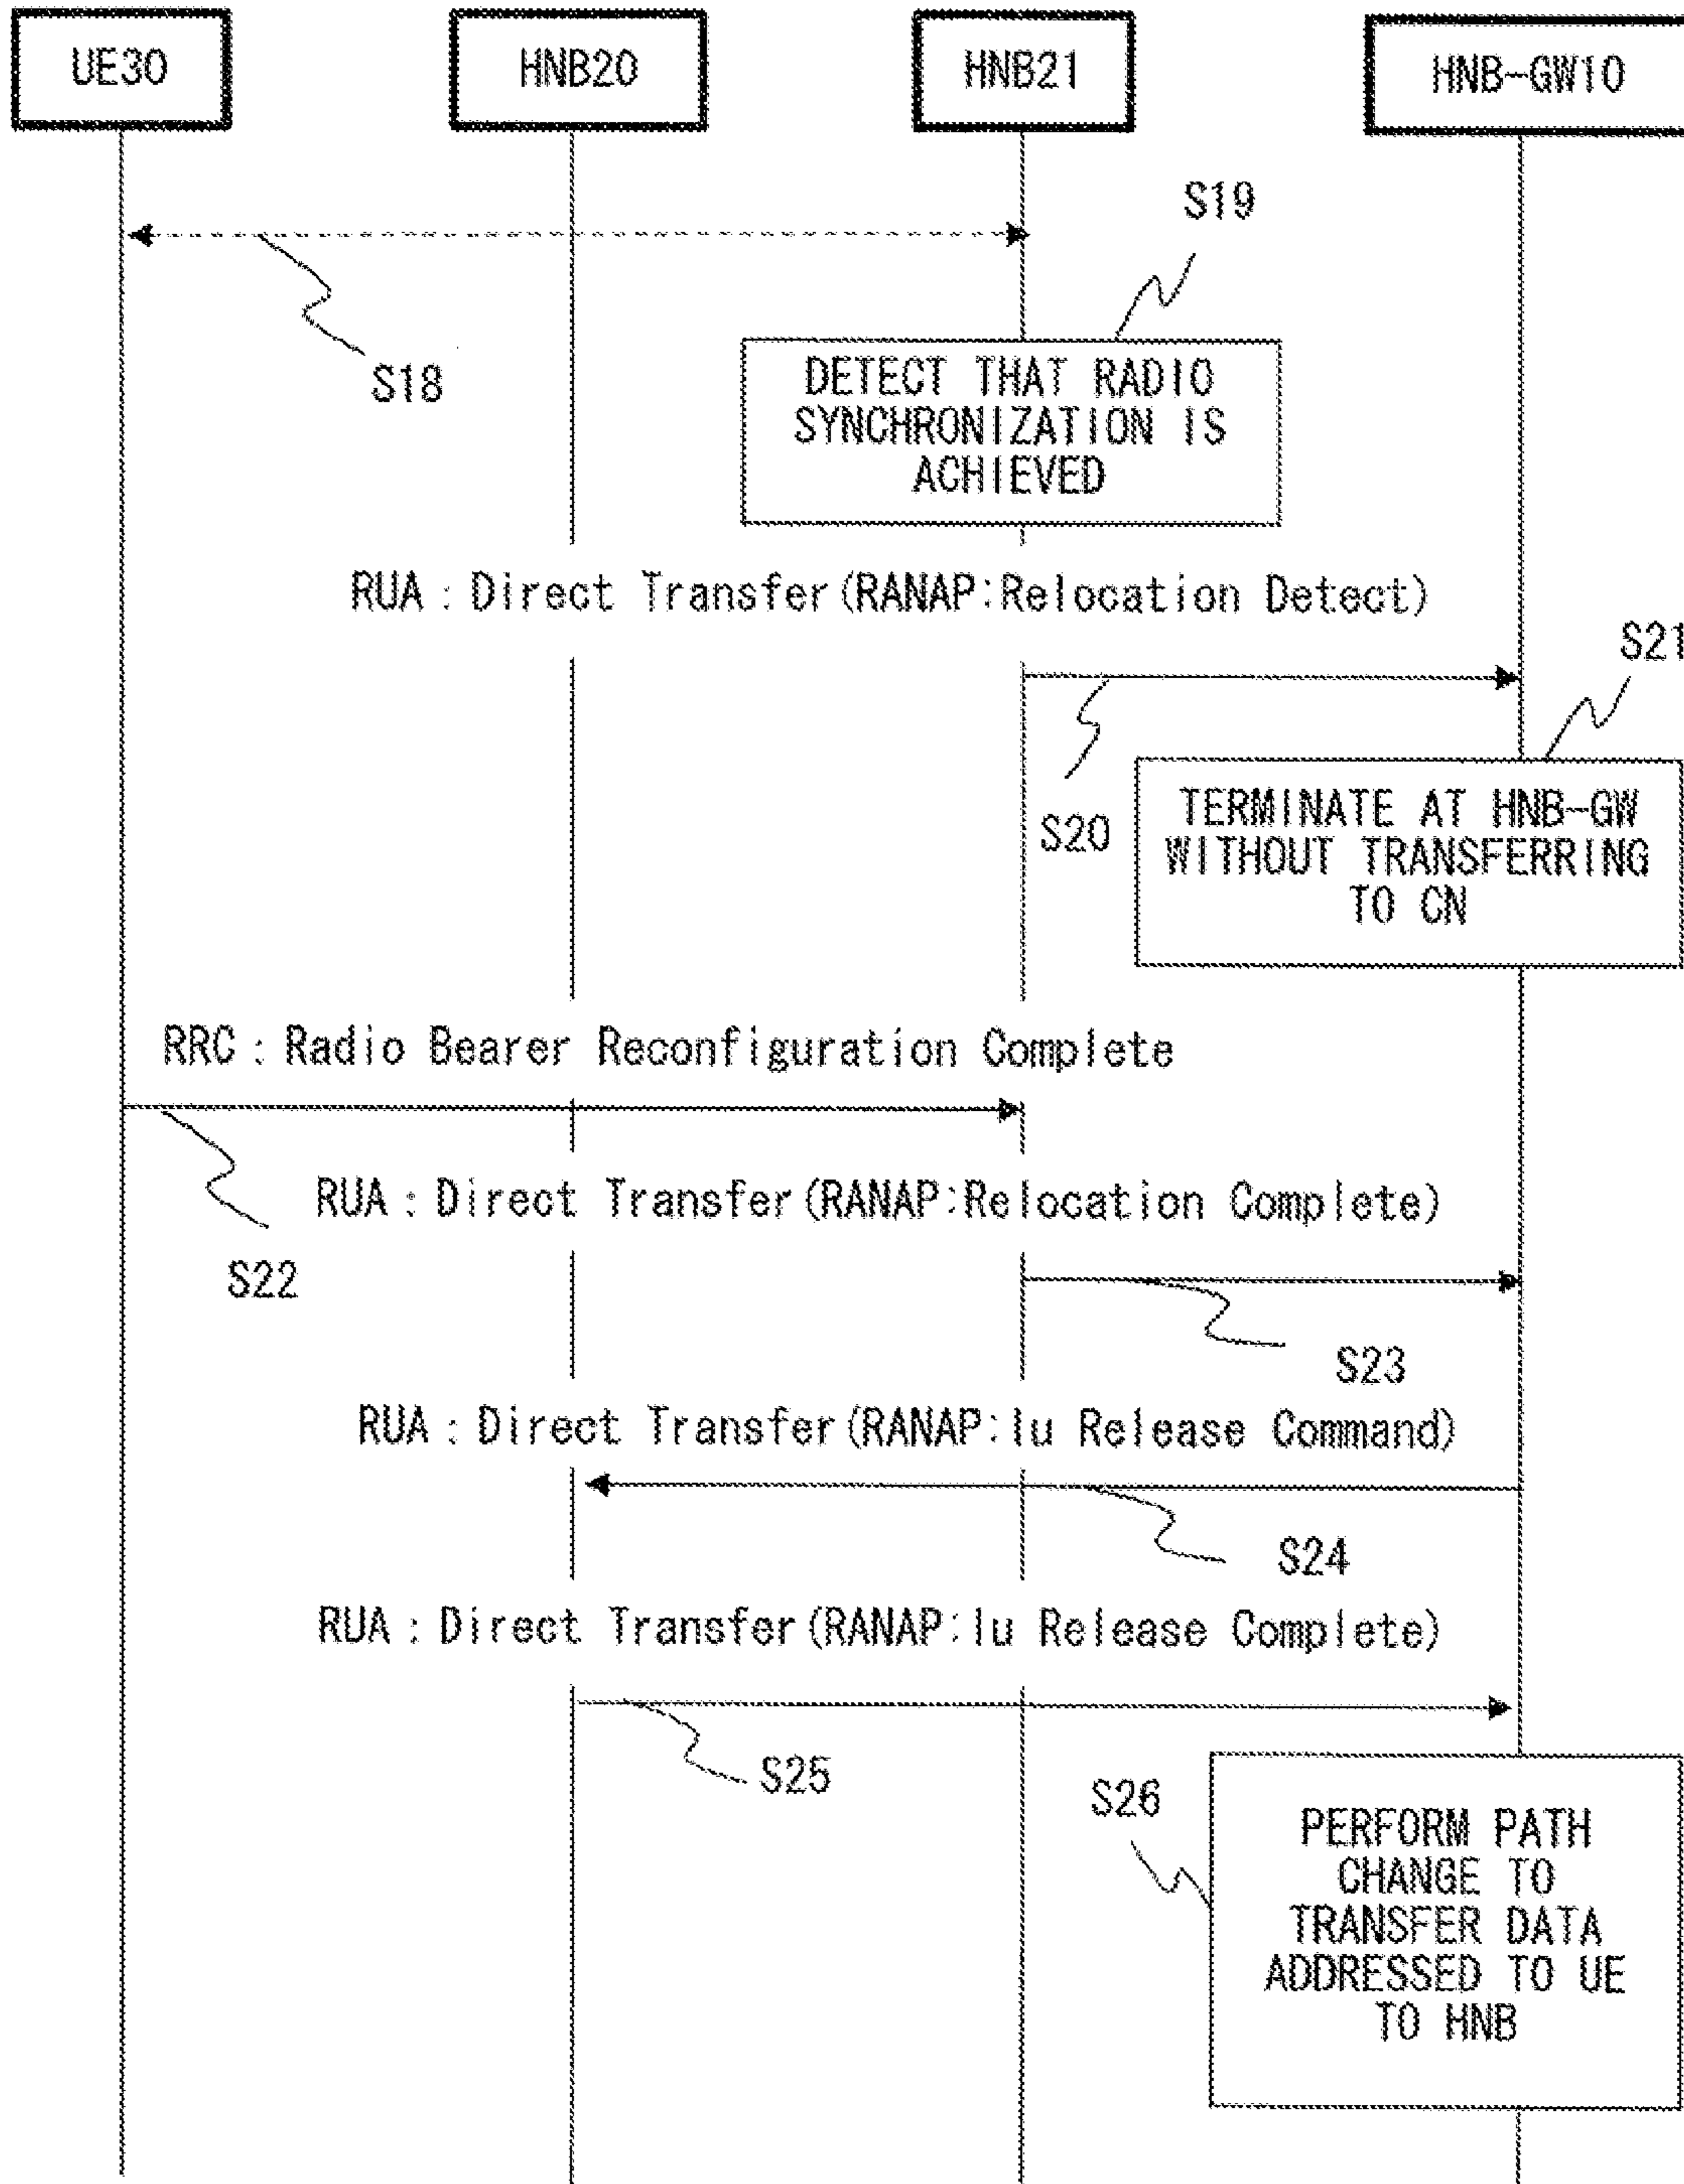 UE30
HNB20
HNB21
HNB-GW10
S19
S18
DETECT THAT RADIO
SYNCHRONIZATION IS
ACHIEVED
RUA : Direct Transfer(RANAP:Relocation Detect)
S21
S20
TERMINATE AT HNB-GW
WITHOUT TRANSFERRING
TO CN
RRC : Radio Bearer Reconfiguration Complete
RUA : Direct Transfer(RANAP:Relocation Complete)
S22
S23
RUA : Direct Transfer(RANAP:Iu Release Command)
S24
RUA : Direct Transfer(RANAP:Iu Release Complete)
S25
S26
PERFORM PATH
CHANGE TO
TRANSFER DATA
ADDRESSED TO UE
TO HNB